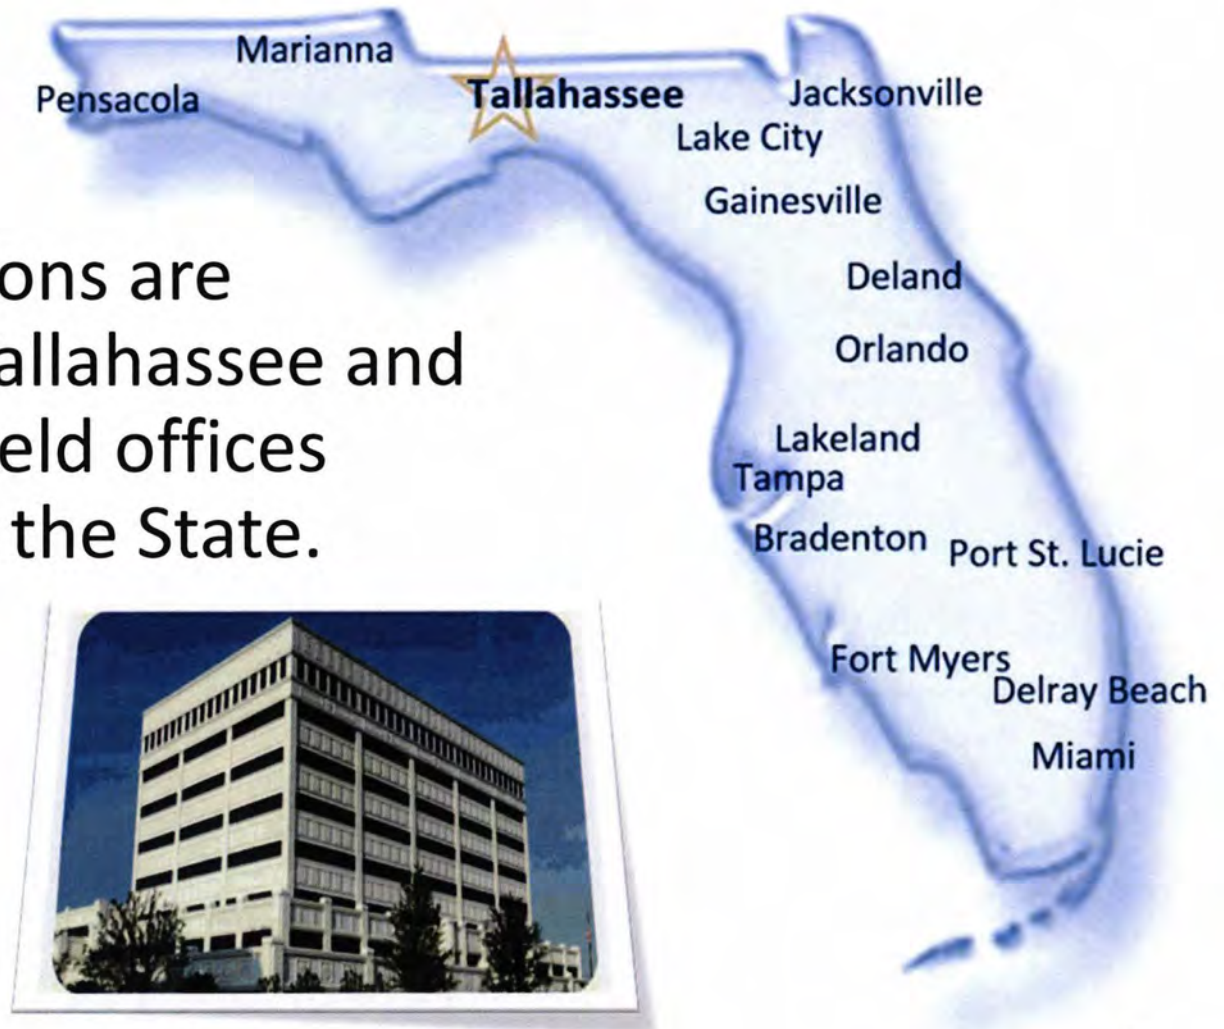 Marianna
Pensacola
Tallahassee
Jacksonville
Lake City
Gainesville
ons are
Deland
allahassee and
Orlando
eld offices
Lakeland
Tampa
the State.
Bradenton
Port St. Lucie
Fort Myers
Delray Beach
Miami